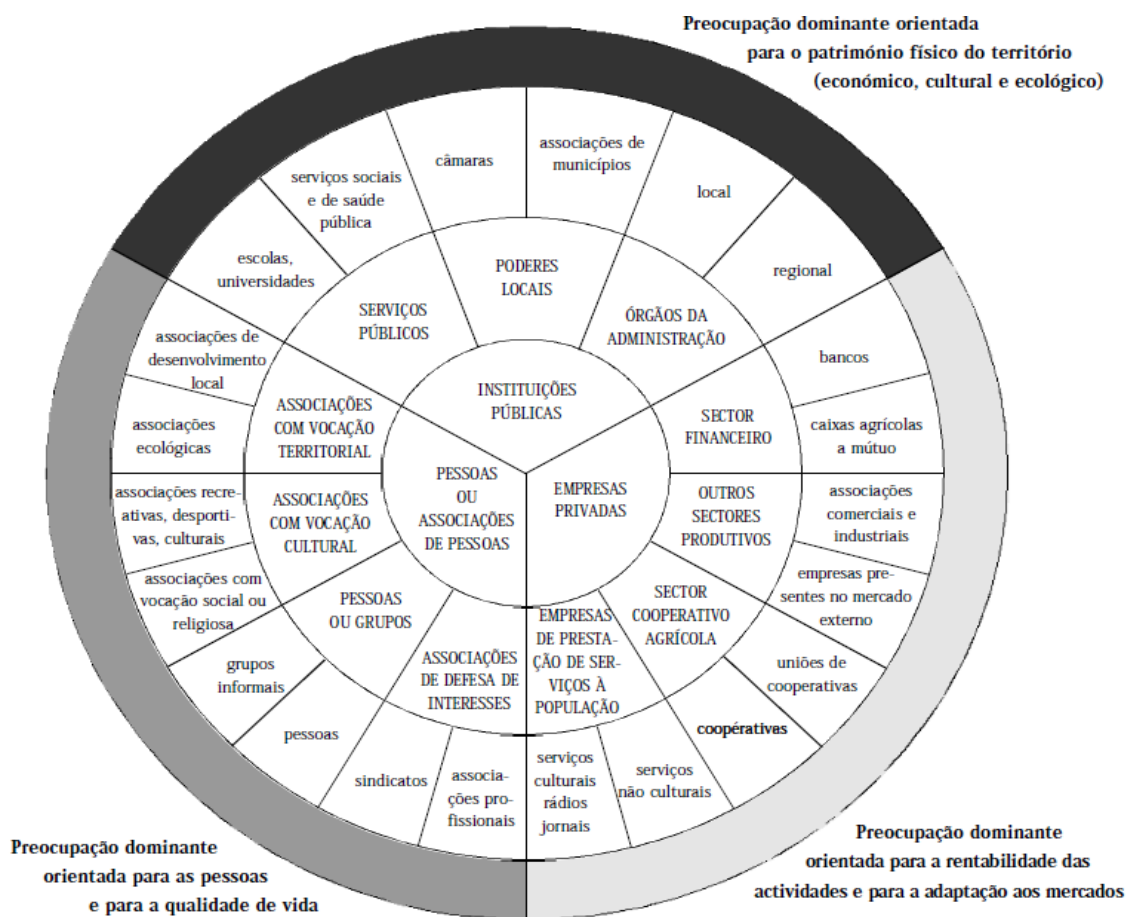 Preocupação dominante orientada
para o património físico do território
(económico, cultural e ecológico)
câmaras
associações de
municípios
serviços sociais
e de saúde
pública
local
escolas,
universidades
regional
PODERES
LOCAIS
SERVIÇOS
PÚBLICOS
ÓRGÃOS DA
ADMINISTRAÇÃO
INSTITUIÇÕES
PÚBLICAS
associações de
desenvolvimento
local
associações
ecológicas
ASSOCIAÇÕES
COM VOCAÇÃO
TERRITORIAL
SECTOR
FINANCEIRO
bancos
caixas agrícolas
a mútuo
PESSOAS
OU
ASSOCIAÇÕES
DE PESSOAS
EMPRESAS
PRIVADAS
associações recre-
ativas, desporti-
vas, culturais
ASSOCIAÇÕES
COM VOCAÇÃO
CULTURAL
OUTROS
SECTORES
PRODUTIVOS
associações
comerciais e
industriais
associações com
vocação social ou
religiosa
empresas pre-
sentes no mercado
externo
PESSOAS
OU GRUPOS
SECTOR
COOPERATIVO
AGRÍCOLA
ASSOCIAÇÕES
DE DEFESA DE
INTERESSES
EMPRESAS
DE PRESTA-
ÇÃO DE SER-
VIÇOS À
POPULAÇÃO
grupos
informais
uniões de
cooperativas
pessoas
coopérativas
sindicatos
associa-
ções pro-
fissionais
serviços
culturais
rádios
jornais
serviços
não culturais
Preocupação dominante
orientada para as pessoas
e para a qualidade de vida
Preocupação dominante
orientada para a rentabilidade das
actividades e para a adaptação aos mercados